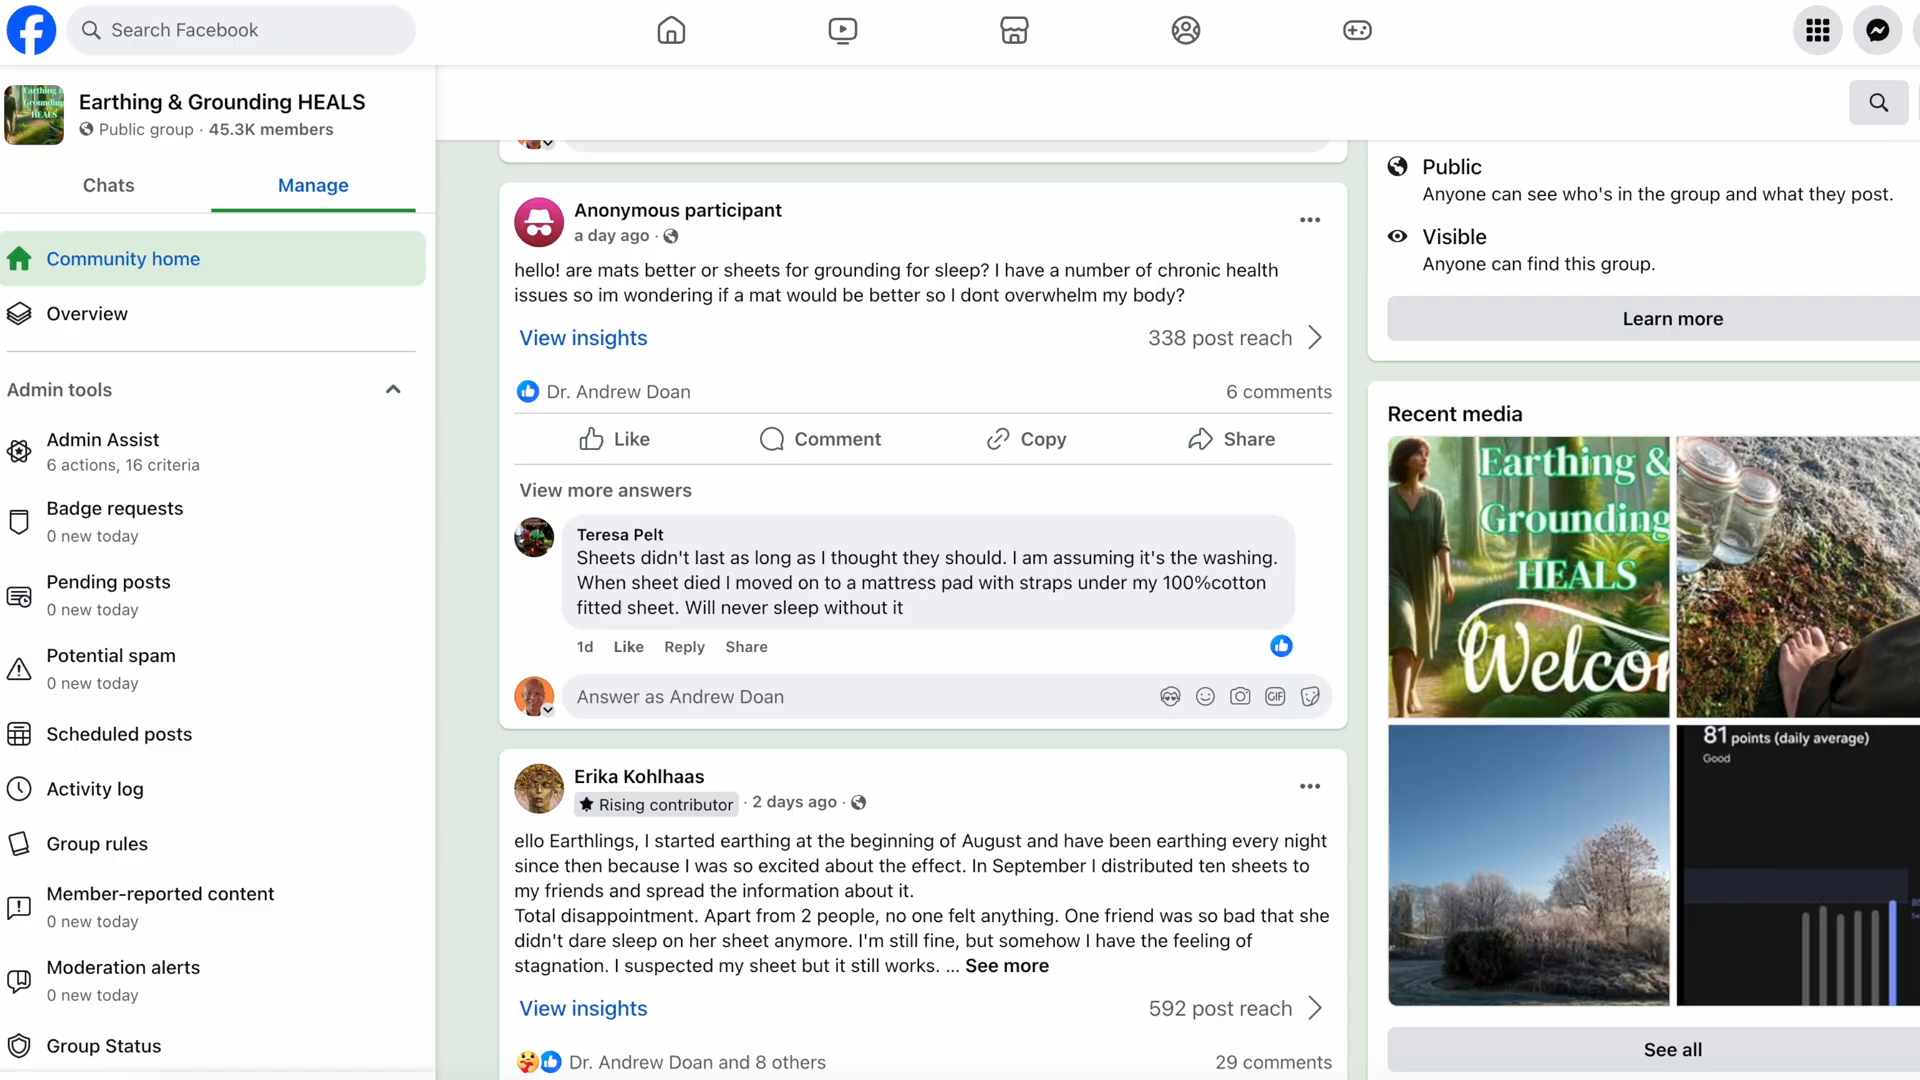 Search Facebook
Earthing & Grounding HEALS
Public group · 45.3K members
Chats
Manage
Community home
Overview
Admin tools
Admin Assist
6 actions, 16 criteria
Badge requests
0 new today
Pending posts
0 new today
Potential spam
0 new today
Scheduled posts
Activity log
Group rules
Member-reported content
0 new today
Moderation alerts
0 new today
Group Status
Anonymous participant
a day ago ·
hello! are mats better or sheets for grounding for sleep? I have a number of chronic health
issues so im wondering if a mat would be better so I dont overwhelm my body?
View insights
338 post reach
Dr. Andrew Doan
6 comments
Like
Comment
Copy
Share
View more answers
Teresa Pelt
Sheets didn't last as long as I thought they should. I am assuming it's the washing.
When sheet died I moved on to a mattress pad with straps under my 100%cotton
fitted sheet. Will never sleep without it
1d Like Reply Share
Answer as Andrew Doan
GIF
Erika Kohlhaas
Rising contributor · 2 days ago ·
ello Earthlings, I started earthing at the beginning of August and have been earthing every night
since then because I was so excited about the effect. In September I distributed ten sheets to
my friends and spread the information about it.
Total disappointment. Apart from 2 people, no one felt anything. One friend was so bad that she
didn't dare sleep on her sheet anymore. I'm still fine, but somehow I have the feeling of
stagnation. I suspected my sheet but it still works. ... See more
View insights
592 post reach
Dr. Andrew Doan and 8 others
29 comments
Public
Anyone can see who's in the group and what they post.
Visible
Anyone can find this group.
Learn more
Recent media
Earthing &
Grounding
HEALS
Welco
81 points (daily average)
Good
See all